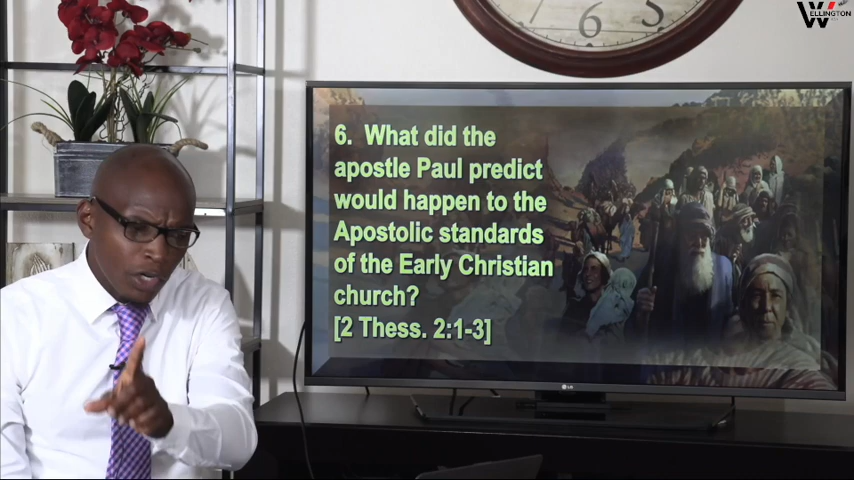 6 5
WELLINGTON
6. What did the
apostle Paul predict
would happen to the
Apostolic standards
of the Early Christian
church?
[2 Thess. 2:1-3]
LG